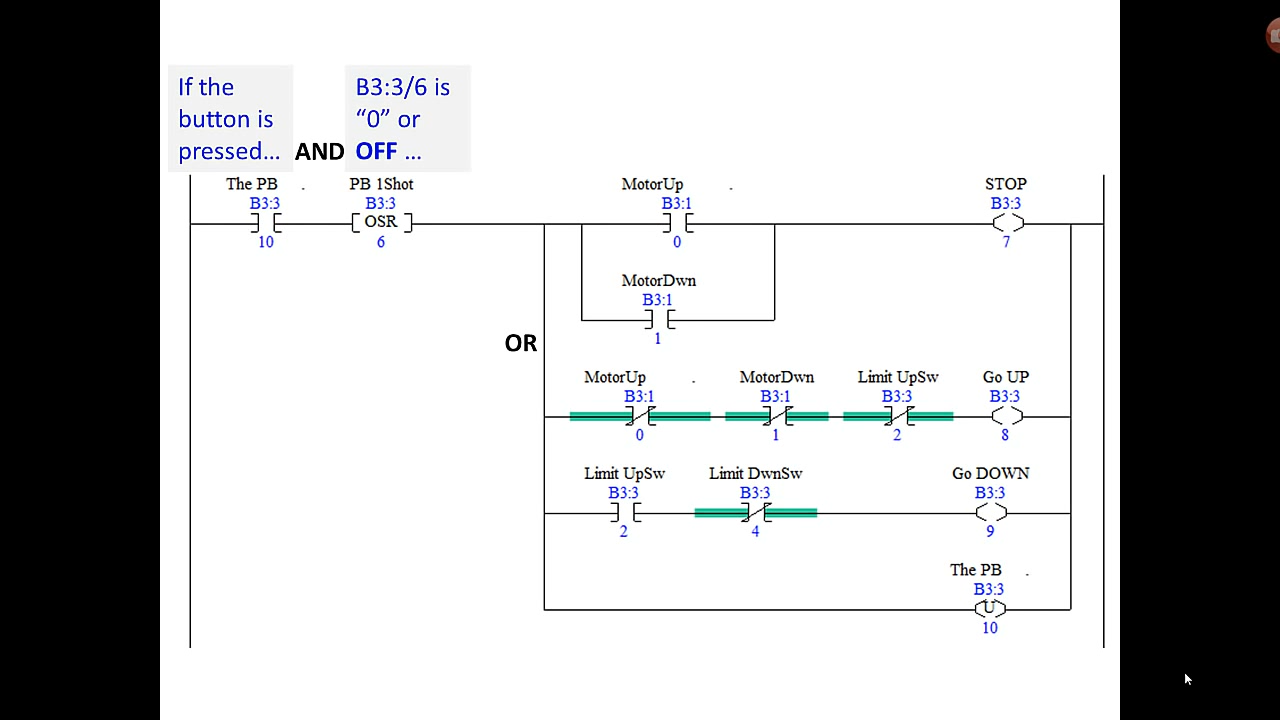 If the
button is
pressed...
AND
B3:3/6 is
“0” or
OFF ...
The PB .
B3:3
10
PB 1Shot
B3:3
OSR
6
MotorUp .
B3:1
0
STOP
B3:3
7
MotorDwn
B3:1
1
OR
MotorUp .
B3:1
0
MotorDwn
B3:1
1
Limit UpSw
B3:3
2
Go UP
B3:3
8
Limit UpSw
B3:3
2
Limit DwnSw
B3:3
4
Go DOWN
B3:3
9
The PB .
B3:3
U
10